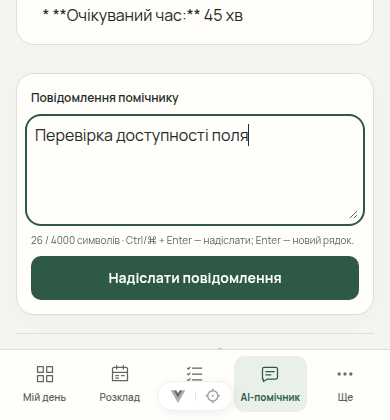 * **Очікуваний час:** 45 хв
Повідомлення помічнику
Перевірка доступності поля
26 / 4000 символів · Ctrl/⌘ + Enter — надіслати; Enter — новий рядок.
Надіслати повідомлення
Мій день
Розклад
AI-помічник
Ще